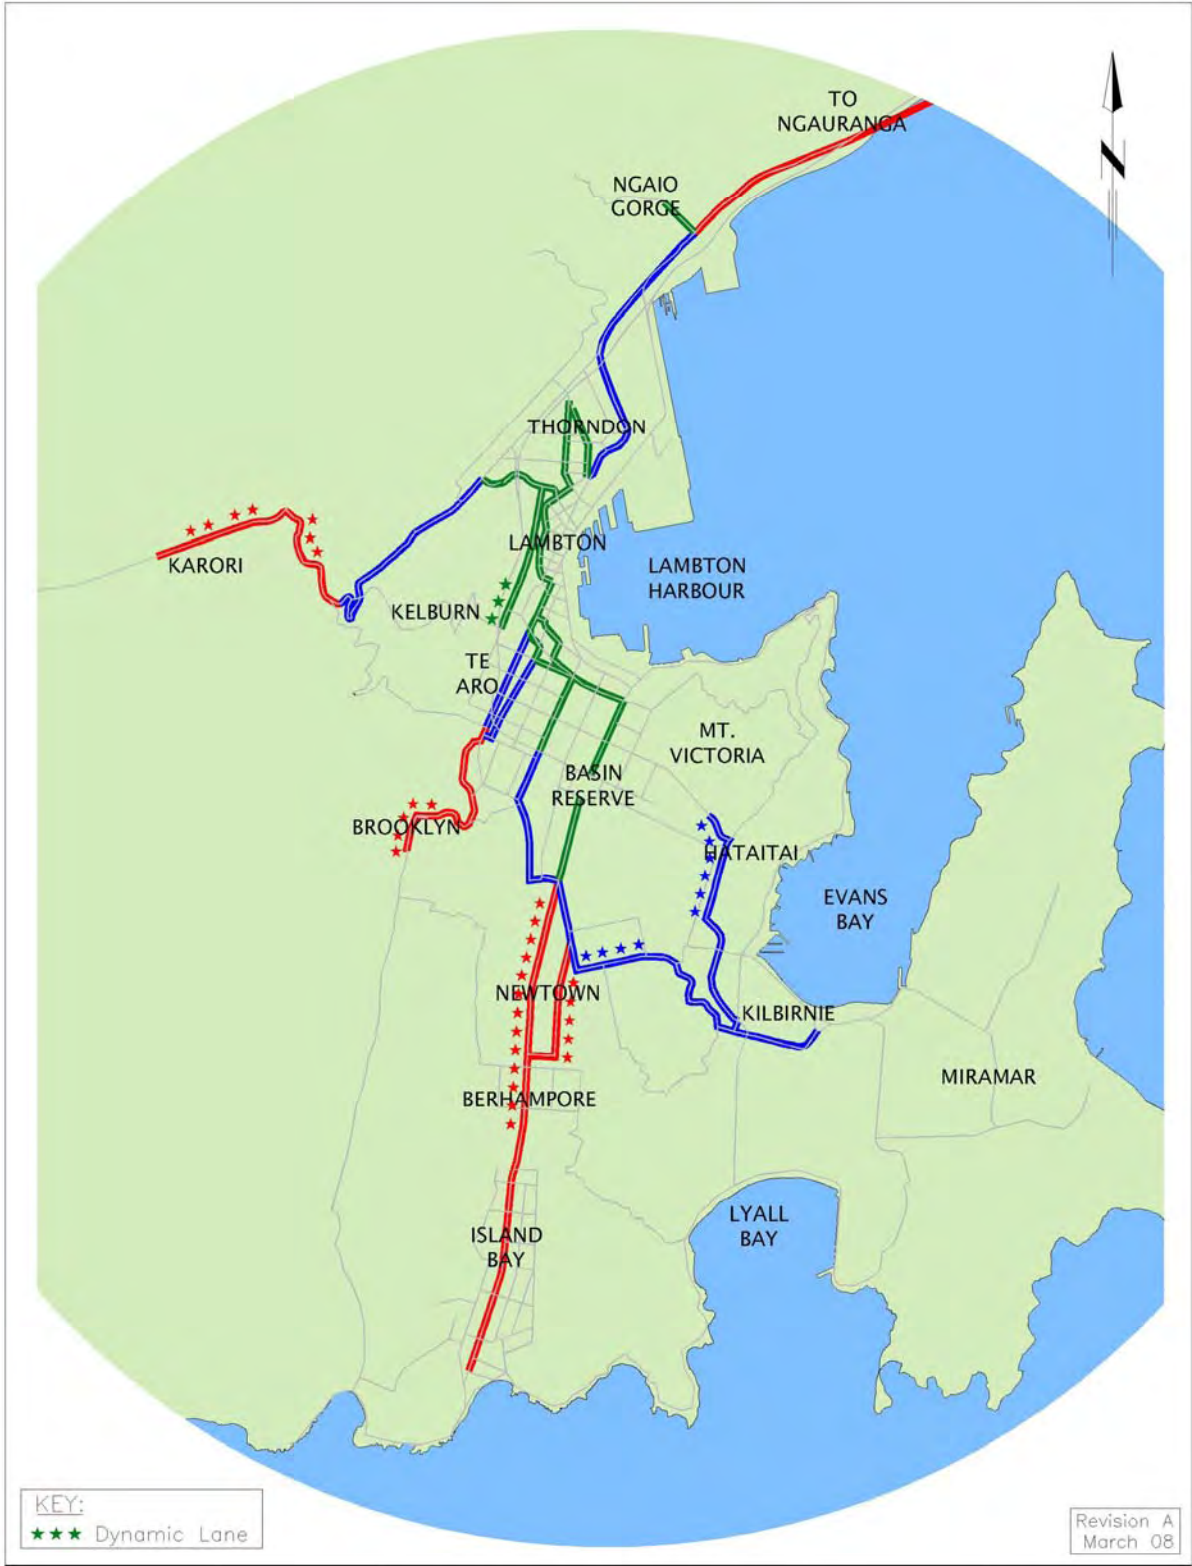 TO
NGAURANGA
N
NGAIO
GORGE
THORNDON
LAMBTON
LAMBTON
HARBOUR
KARORI
KELBURN
TE
ARO
MT.
VICTORIA
BASIN
RESERVE
BROOKLYN
HATAITAI
EVANS
BAY
NEWTOWN
KILBIRNIE
MIRAMAR
BERHAMPORE
LYALL
BAY
ISLAND
BAY
KEY:
Dynamic Lane
Revision A
March 08